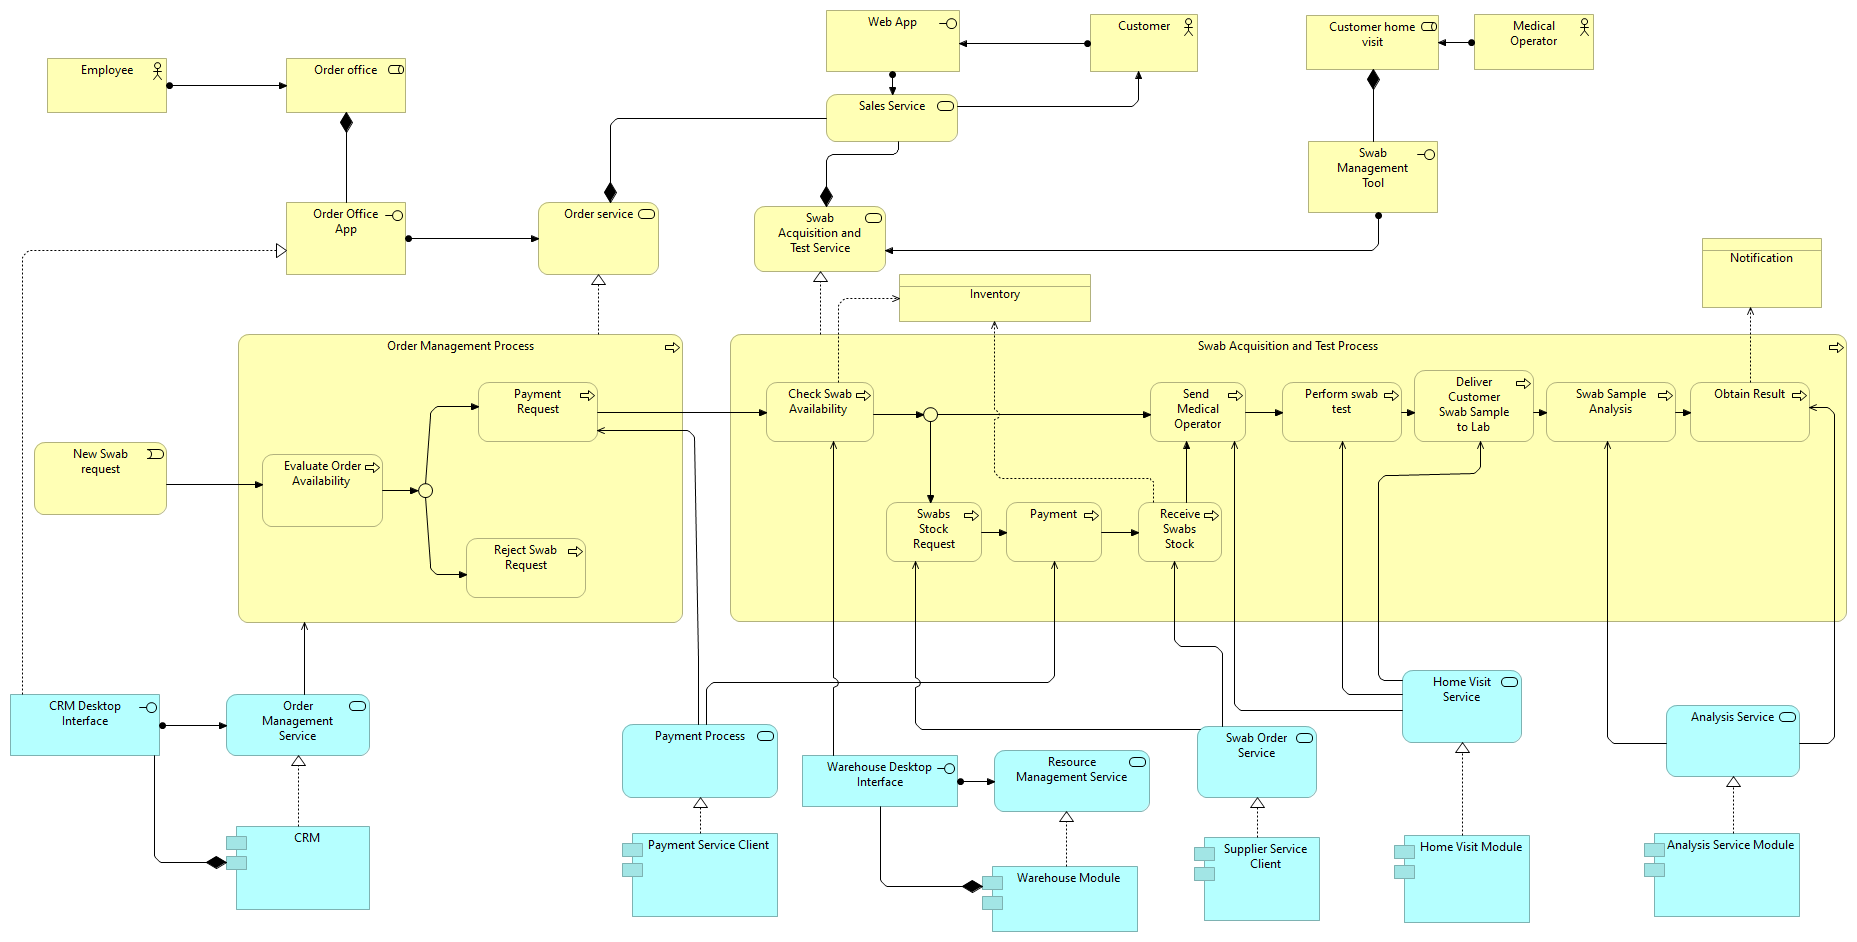 Web App
Customer
Customer home
visit
Medical
Operator
Employee
Order office
Sales Service
Swab
Management
Tool
Order Office
App
Order service
Swab
Acquisition and
Test Service
Notification
Inventory
Order Management Process
Swab Acquisition and Test Process
Payment
Request
Check Swab
Availability
Send
Medical
Operator
Perform swab
test
Deliver
Customer
Swab Sample
to Lab
Swab Sample
Analysis
Obtain Result
New Swab
request
Evaluate Order
Availability
Reject Swab
Request
Swabs
Stock
Request
Payment
Receive
Swabs
Stock
CRM Desktop
Interface
Order
Management
Service
Payment Process
Warehouse Desktop
Interface
Resource
Management Service
Swab Order
Service
Home Visit
Service
Analysis Service
CRM
Payment Service Client
Warehouse Module
Supplier Service
Client
Home Visit Module
Analysis Service Module